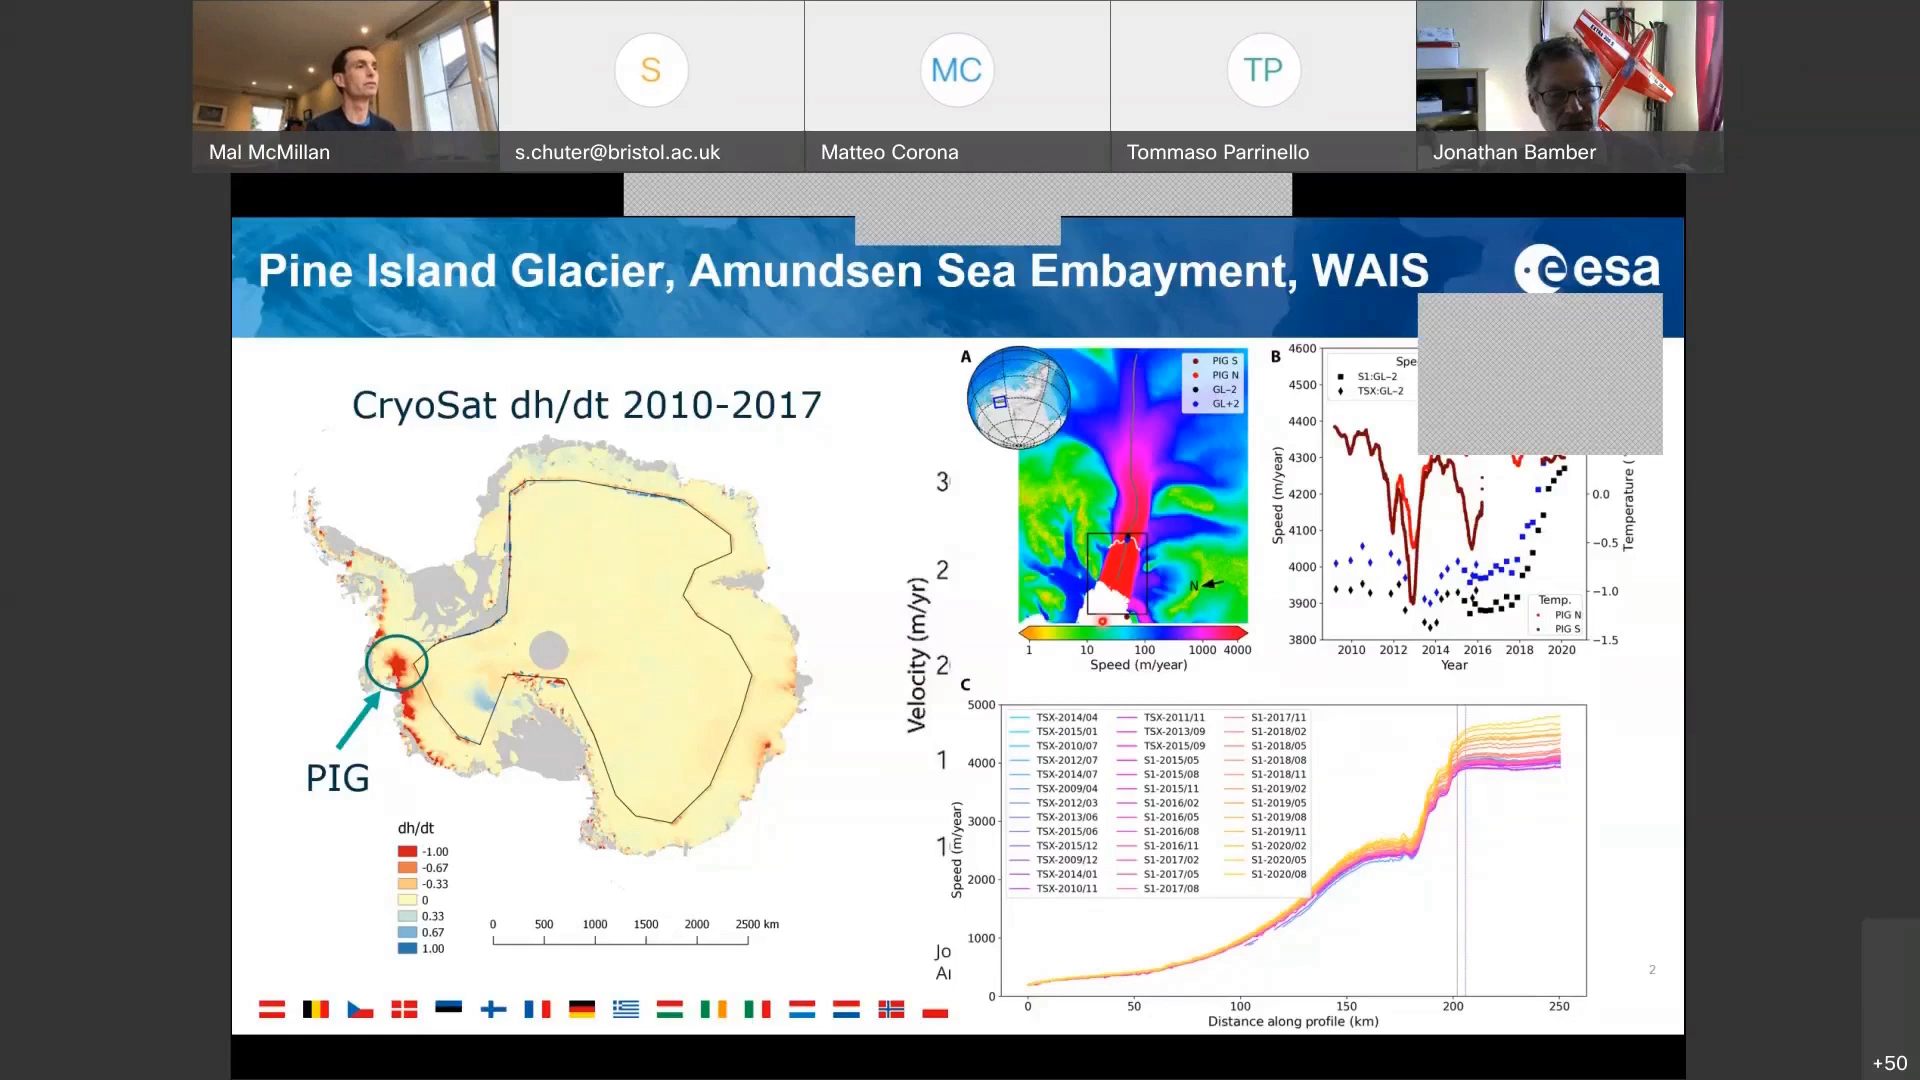 S
MC
TP
EXTRA 300 S
Mal McMillan
s.chuter@bristol.ac.uk
Matteo Corona
Tommaso Parrinello
Jonathan Bamber
Pine Island Glacier, Amundsen Sea Embayment, WAIS
esa
CryoSat dh/dt 2010-2017
PIG
dh/dt
-1.00
-0.67
-0.33
0
0.33
0.67
1.00
0 500 1000 1500 2000 2500 km
Velocity (m/yr)
3
2
2
1
1
Jo
A
A
PIG S
PIG N
GL−2
GL+2
N
1 10 100 1000 4000
Speed (m/year)
B
Spe
S1:GL−2
TSX:GL−2
Speed (m/year)
4600
4500
4400
4300
4200
4100
4000
3900
3800
0.0
−0.5
−1.0
−1.5
Temperature (
Temp.
PIG N
PIG S
2010 2012 2014 2016 2018 2020
Year
C
Speed (m/year)
5000
4000
3000
2000
1000
0
TSX-2014/04 TSX-2011/11 S1-2017/11
TSX-2015/01 TSX-2013/09 S1-2018/02
TSX-2010/07 TSX-2015/09 S1-2018/05
TSX-2012/07 S1-2015/05 S1-2018/08
TSX-2014/07 S1-2015/08 S1-2018/11
TSX-2009/04 S1-2015/11 S1-2019/02
TSX-2012/03 S1-2016/02 S1-2019/05
TSX-2013/06 S1-2016/05 S1-2019/08
TSX-2015/06 S1-2016/08 S1-2019/11
TSX-2015/12 S1-2016/11 S1-2020/02
TSX-2009/12 S1-2017/02 S1-2020/05
TSX-2014/01 S1-2017/05 S1-2020/08
TSX-2010/11 S1-2017/08
0 50 100 150 200 250
Distance along profile (km)
2
+50